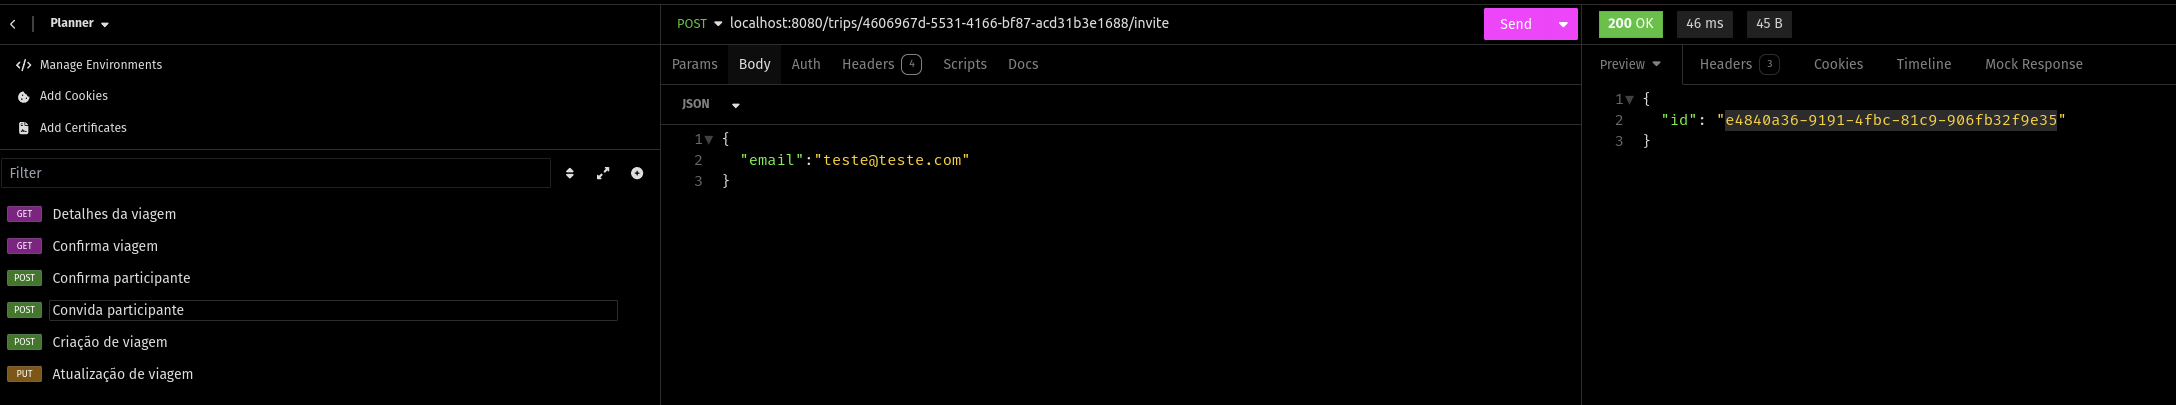 Planner
Manage Environments
Add Cookies
Add Certificates
Filter
GET Detalhes da viagem
GET Confirma viagem
POST Confirma participante
POST Convida participante
POST Criação de viagem
PUT Atualização de viagem
POST localhost:8080/trips/4606967d-5531-4166-bf87-acd31b3e1688/invite Send
Params Body Auth Headers 4 Scripts Docs
JSON
1 {
2 "email":"teste@teste.com"
3 }
200 OK 46 ms 45 B
Preview Headers 3 Cookies Timeline Mock Response
1 {
2 "id": "e4840a36-9191-4fbc-81c9-906fb32f9e35"
3 }